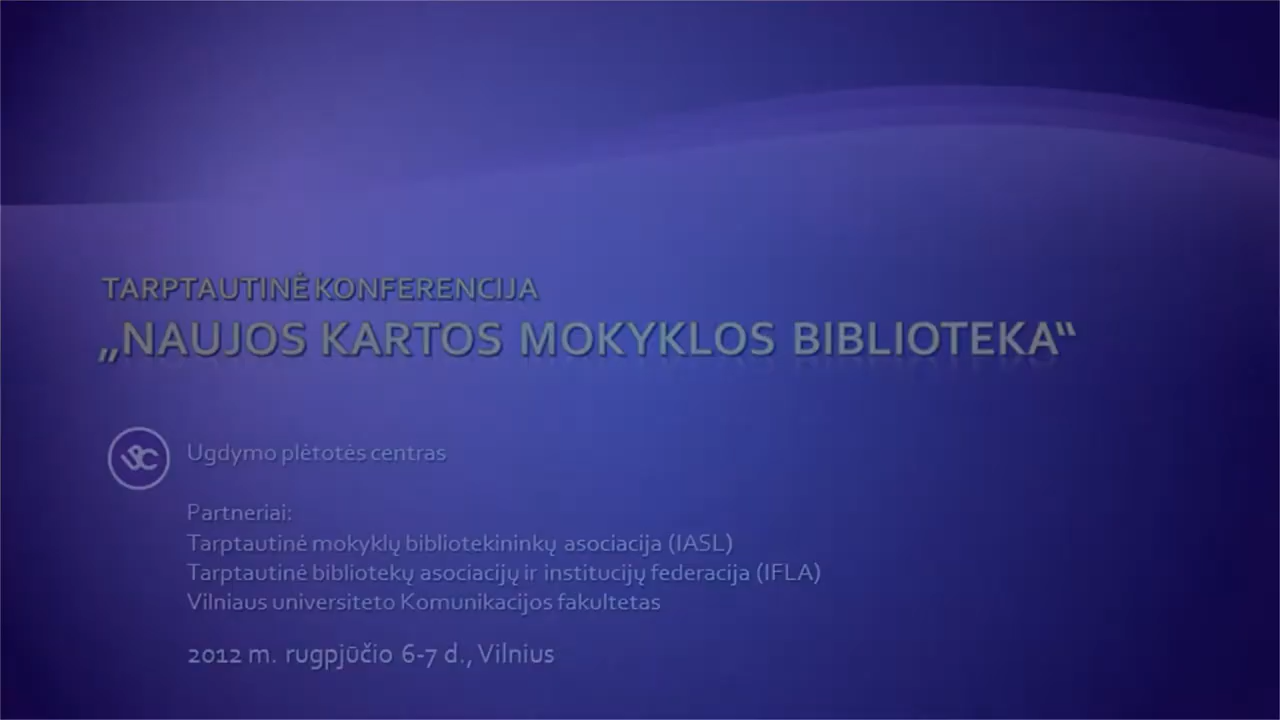 TARPTAUTINĖ KONFERENCIJA
„NAUJOS KARTOS MOKYKLOS BIBLIOTEKA“
Ugdymo plėtotės centras
Partneriai:
Tarptautinė mokyklų bibliotekininkų asociacija (IASL)
Tarptautinė bibliotekų asociacijų ir institucijų federacija (IFLA)
Vilniaus universiteto Komunikacijos fakultetas
2012 m. rugpjūčio 6-7 d., Vilnius